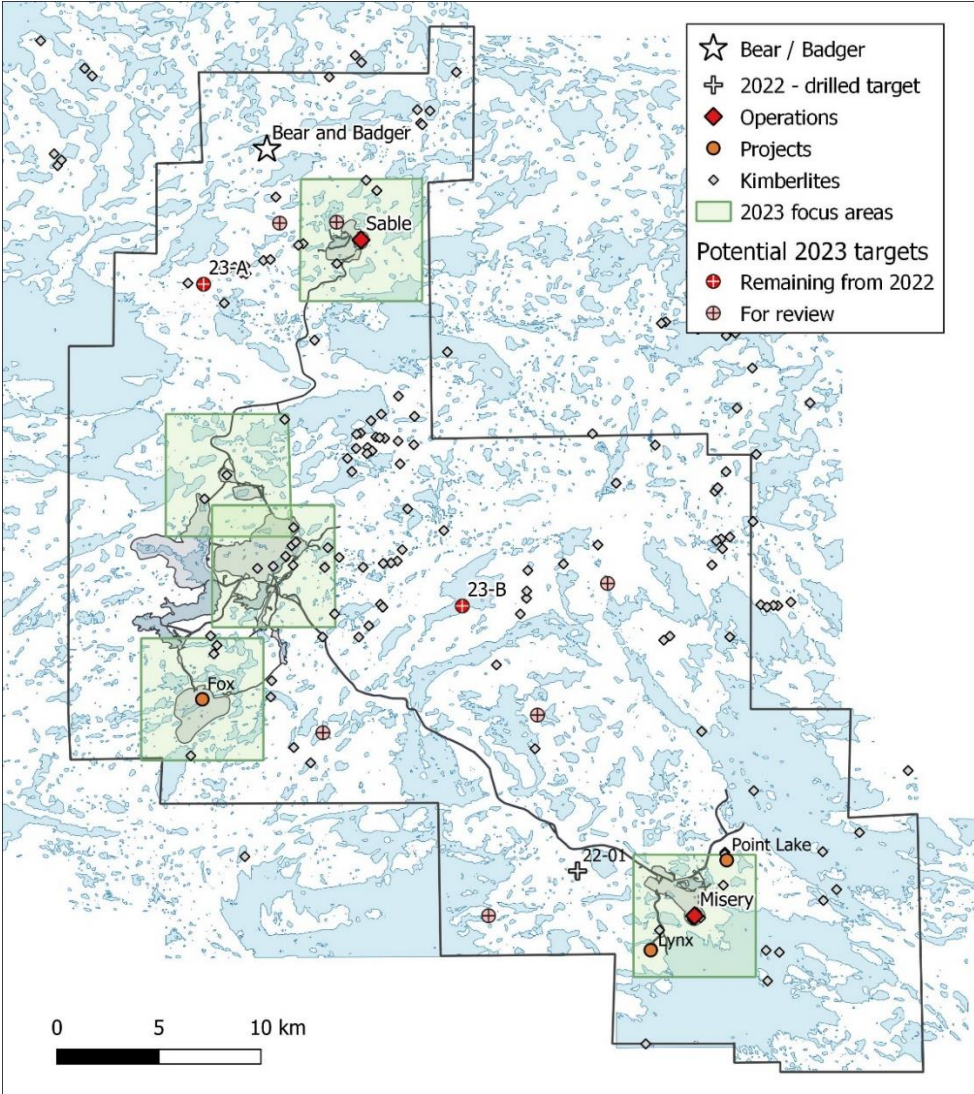 Bear / Badger
2022 - drilled target
Operations
Projects
Kimberlites
2023 focus areas
Potential 2023 targets
Remaining from 2022
For review
Bear and Badger
Sable
23-A
23-B
Fox
22-01
Point Lake
Misery
Lynx
0 5 10 km